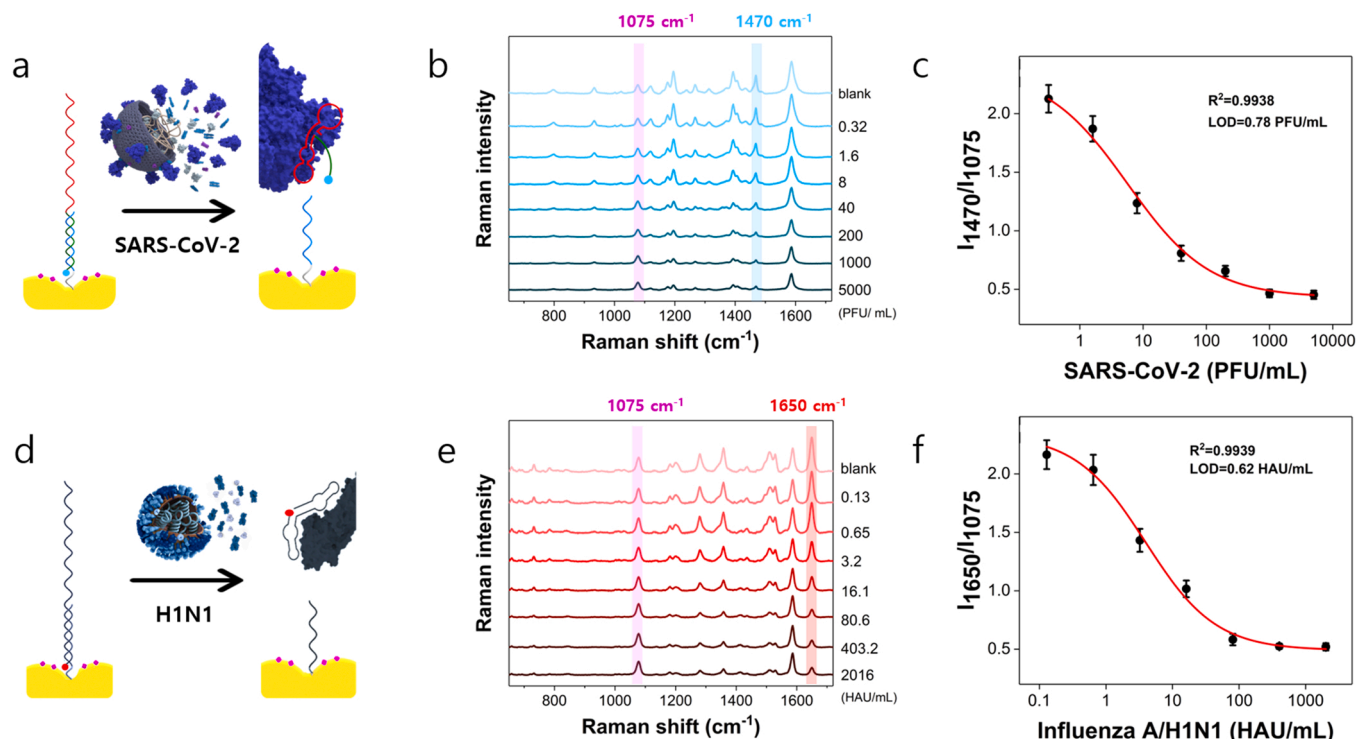 a
SARS-CoV-2
b
1075 cm-1
1470 cm-1
Raman intensity
blank
0.32
1.6
8
40
200
1000
5000
(PFU/ mL)
800
1000
1200
1400
1600
Raman shift (cm-1)
c
R2=0.9938
LOD=0.78 PFU/mL
I1470/I1075
2.0
1.5
1.0
0.5
1
10
100
1000
10000
SARS-CoV-2 (PFU/mL)
d
H1N1
e
1075 cm-1
1650 cm-1
Raman intensity
blank
0.13
0.65
3.2
16.1
80.6
403.2
2016
(HAU/mL)
800
1000
1200
1400
1600
Raman shift (cm-1)
f
R2=0.9939
LOD=0.62 HAU/mL
I1650/I1075
2.0
1.5
1.0
0.5
0.1
1
10
100
1000
Influenza A/H1N1 (HAU/mL)